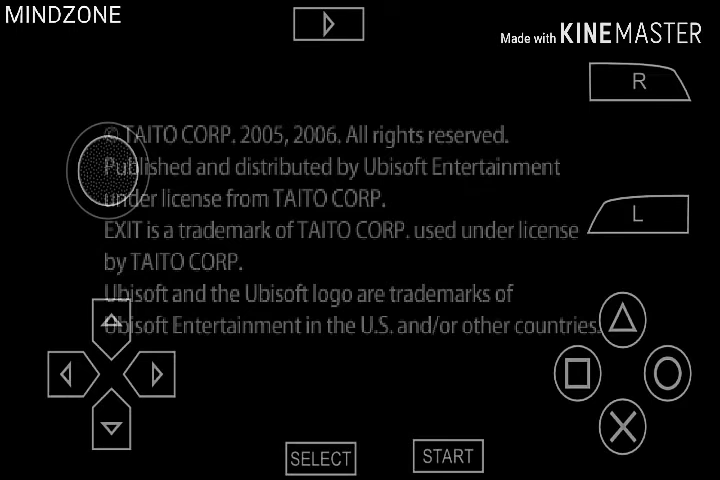 MINDZONE
Made with KINEMASTER
R
© TAITO CORP. 2005, 2006. All rights reserved.
Published and distributed by Ubisoft Entertainment
under license from TAITO CORP.
L
EXIT is a trademark of TAITO CORP. used under license
by TAITO CORP.
Ubisoft and the Ubisoft logo are trademarks of
Ubisoft Entertainment in the U.S. and/or other countries.
SELECT
START